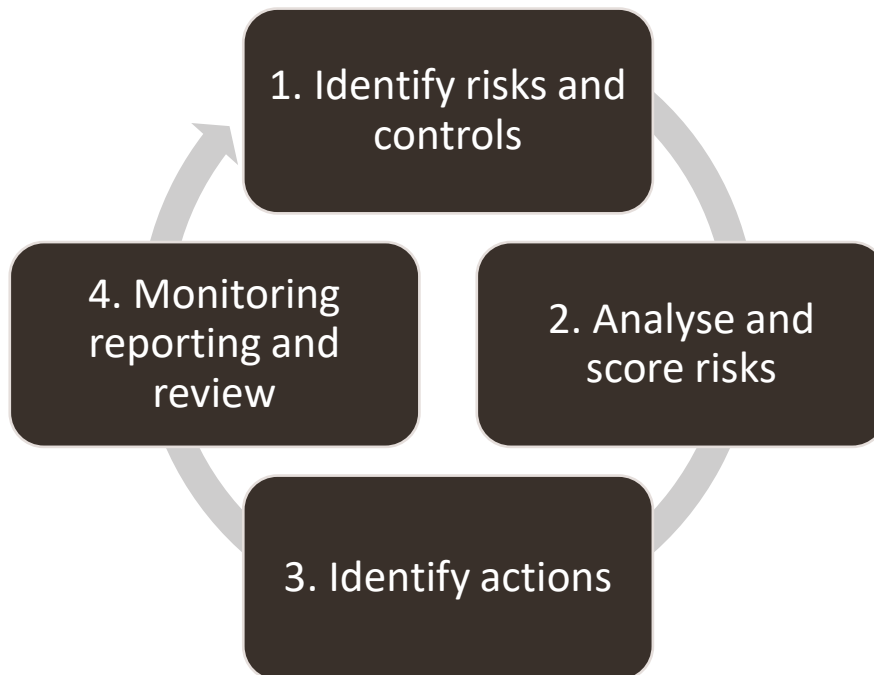 1. Identify risks and
controls
2. Analyse and
score risks
3. Identify actions
4. Monitoring
reporting and
review